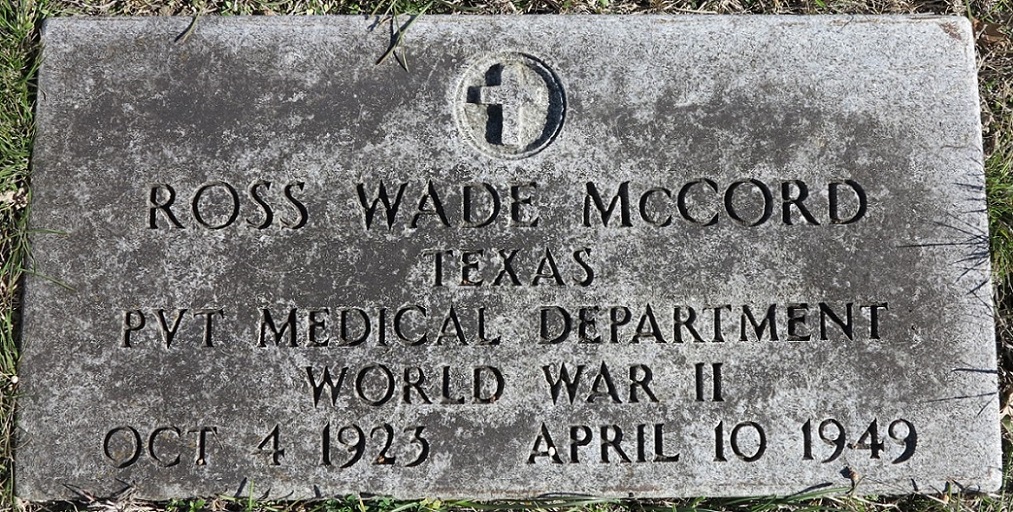 ROSS WADE McCORD
TEXAS
PVT MEDICAL DEPARTMENT
WORLD WAR II
OCT 4 1923 APRIL 10 1949